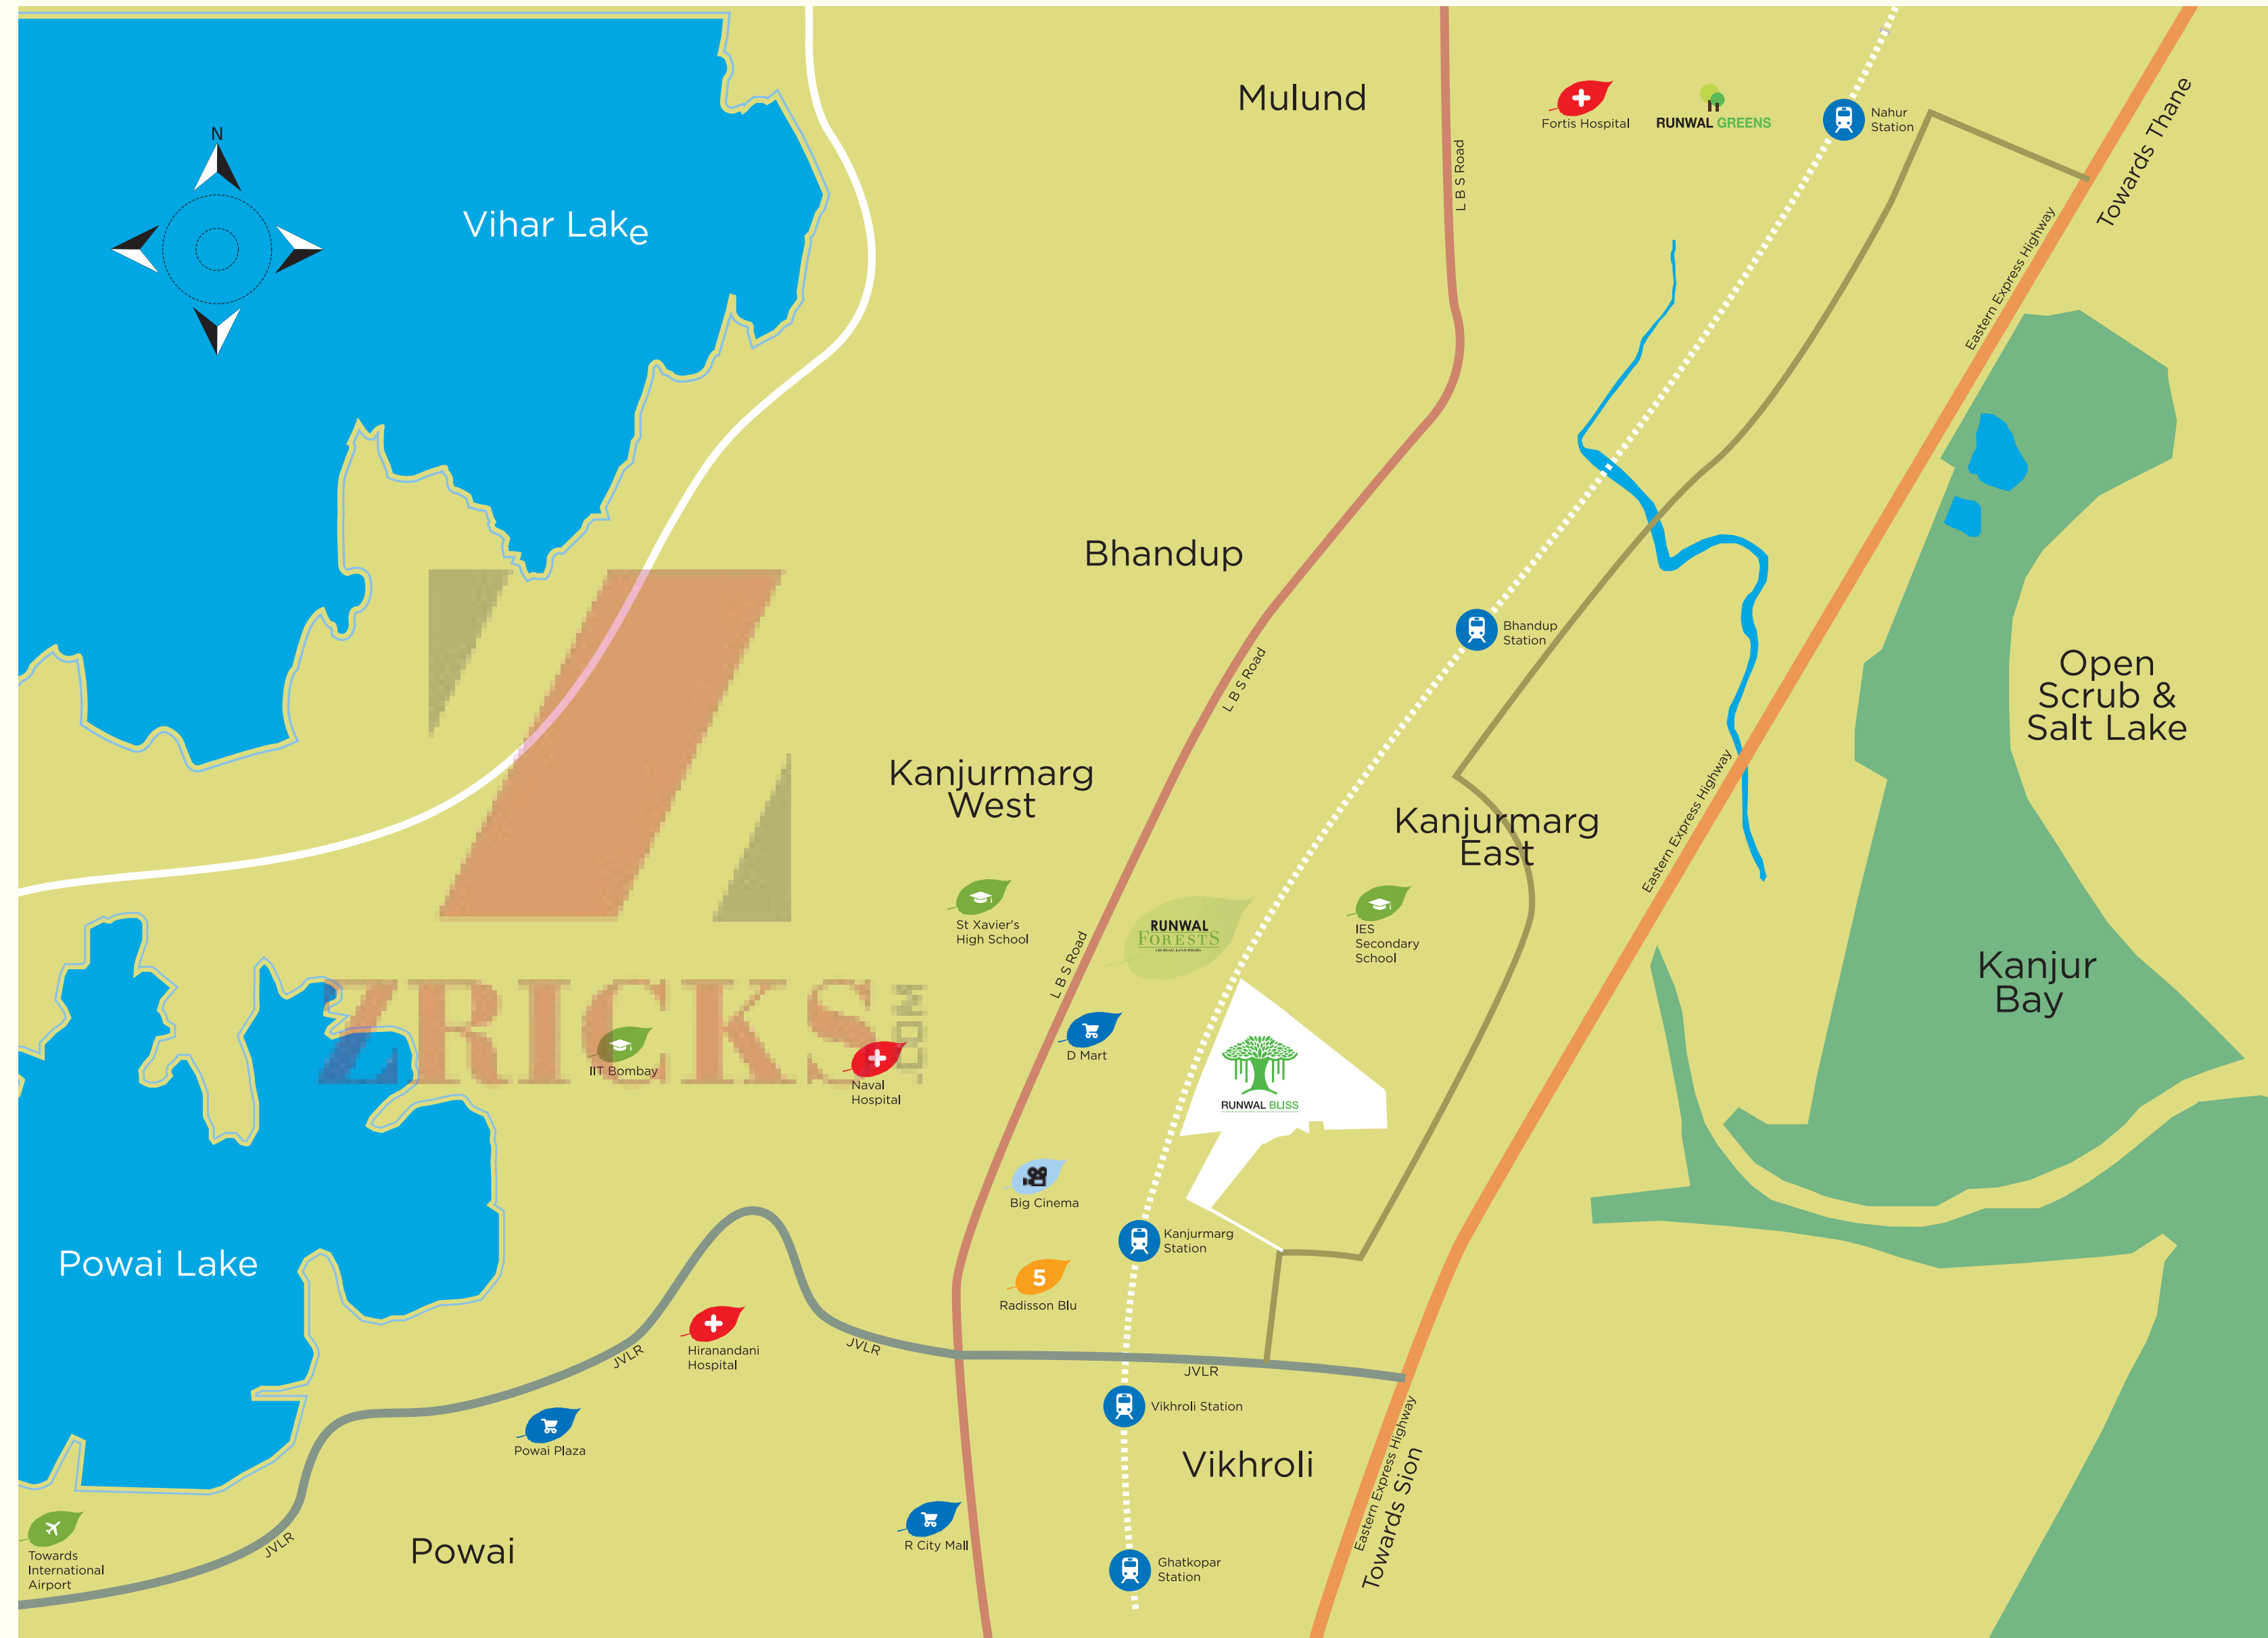 N
Vihar Lake
Mulund
Fortis Hospital
RUNWAL GREENS
Nahur
Station
Towards Thane
L B S Road
Eastern Express Highway
Bhandup
Bhandup
Station
L B S Road
Open
Scrub &
Salt Lake
Kanjurmarg
West
Kanjurmarg
East
Eastern Express Highway
St Xavier's
High School
RUNWAL
FORESTS
IES
Secondary
School
L B S Road
Kanjur
Bay
ZRICKS
.COM
IIT Bombay
Naval
Hospital
D Mart
RUNWAL BLISS
Big Cinema
Kanjurmarg
Station
Powai Lake
5
Radisson Blu
Hiranandani
Hospital
JVLR
JVLR
JVLR
Vikhroli Station
Powai Plaza
Vikhroli
Eastern Express Highway
Towards Sion
R City Mall
Powai
JVLR
Towards
International
Airport
Ghatkopar
Station